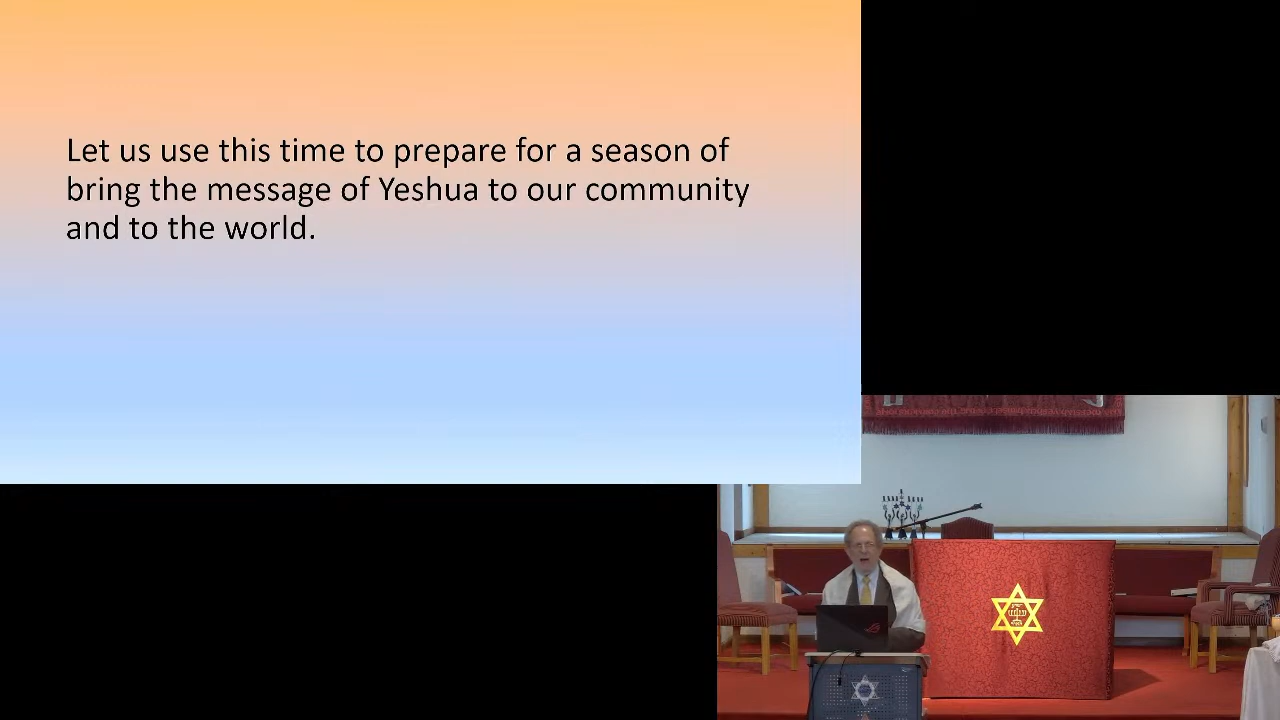 Let us use this time to prepare for a season of
bring the message of Yeshua to our community
and to the world.